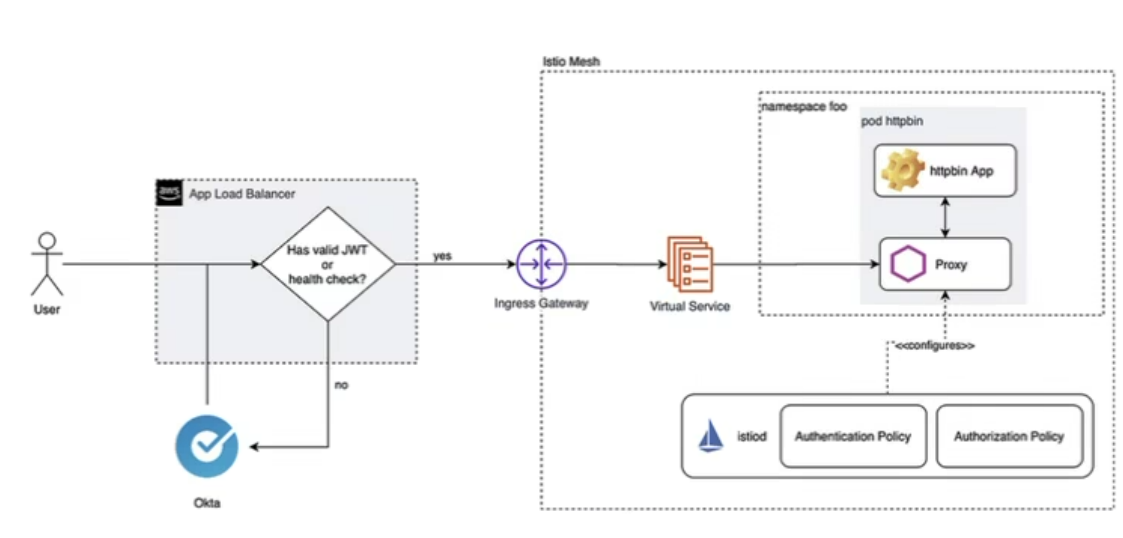 Istio Mesh
namespace foo
pod httpbin
httpbin App
aws
App Load Balancer
Has valid JWT
or
health check?
yes
User
Ingress Gateway
Virtual Service
Proxy
<<configures>>
no
istiod
Authentication Policy
Authorization Policy
Okta